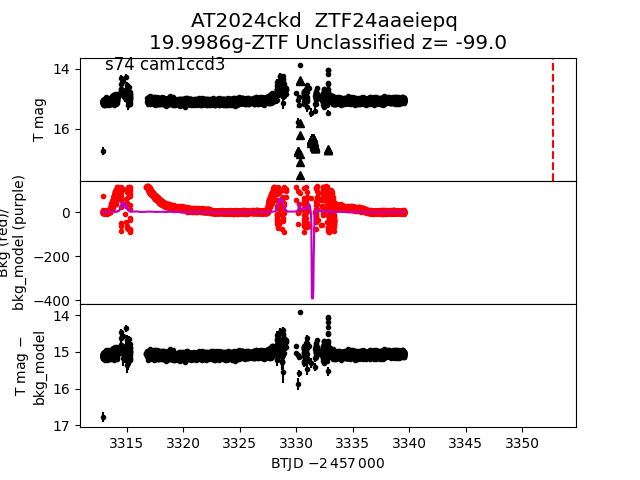 AT2024ckd ZTF24aaeiepq
19.9986g-ZTF Unclassified z= -99.0
s74 cam1ccd3
14
16
T mag
0
−200
−400
Bkg (red)/
bkg_model (purple)
14
15
16
17
T mag −
bkg_model
3315
3320
3325
3330
3335
3340
3345
3350
BTJD −2 457 000